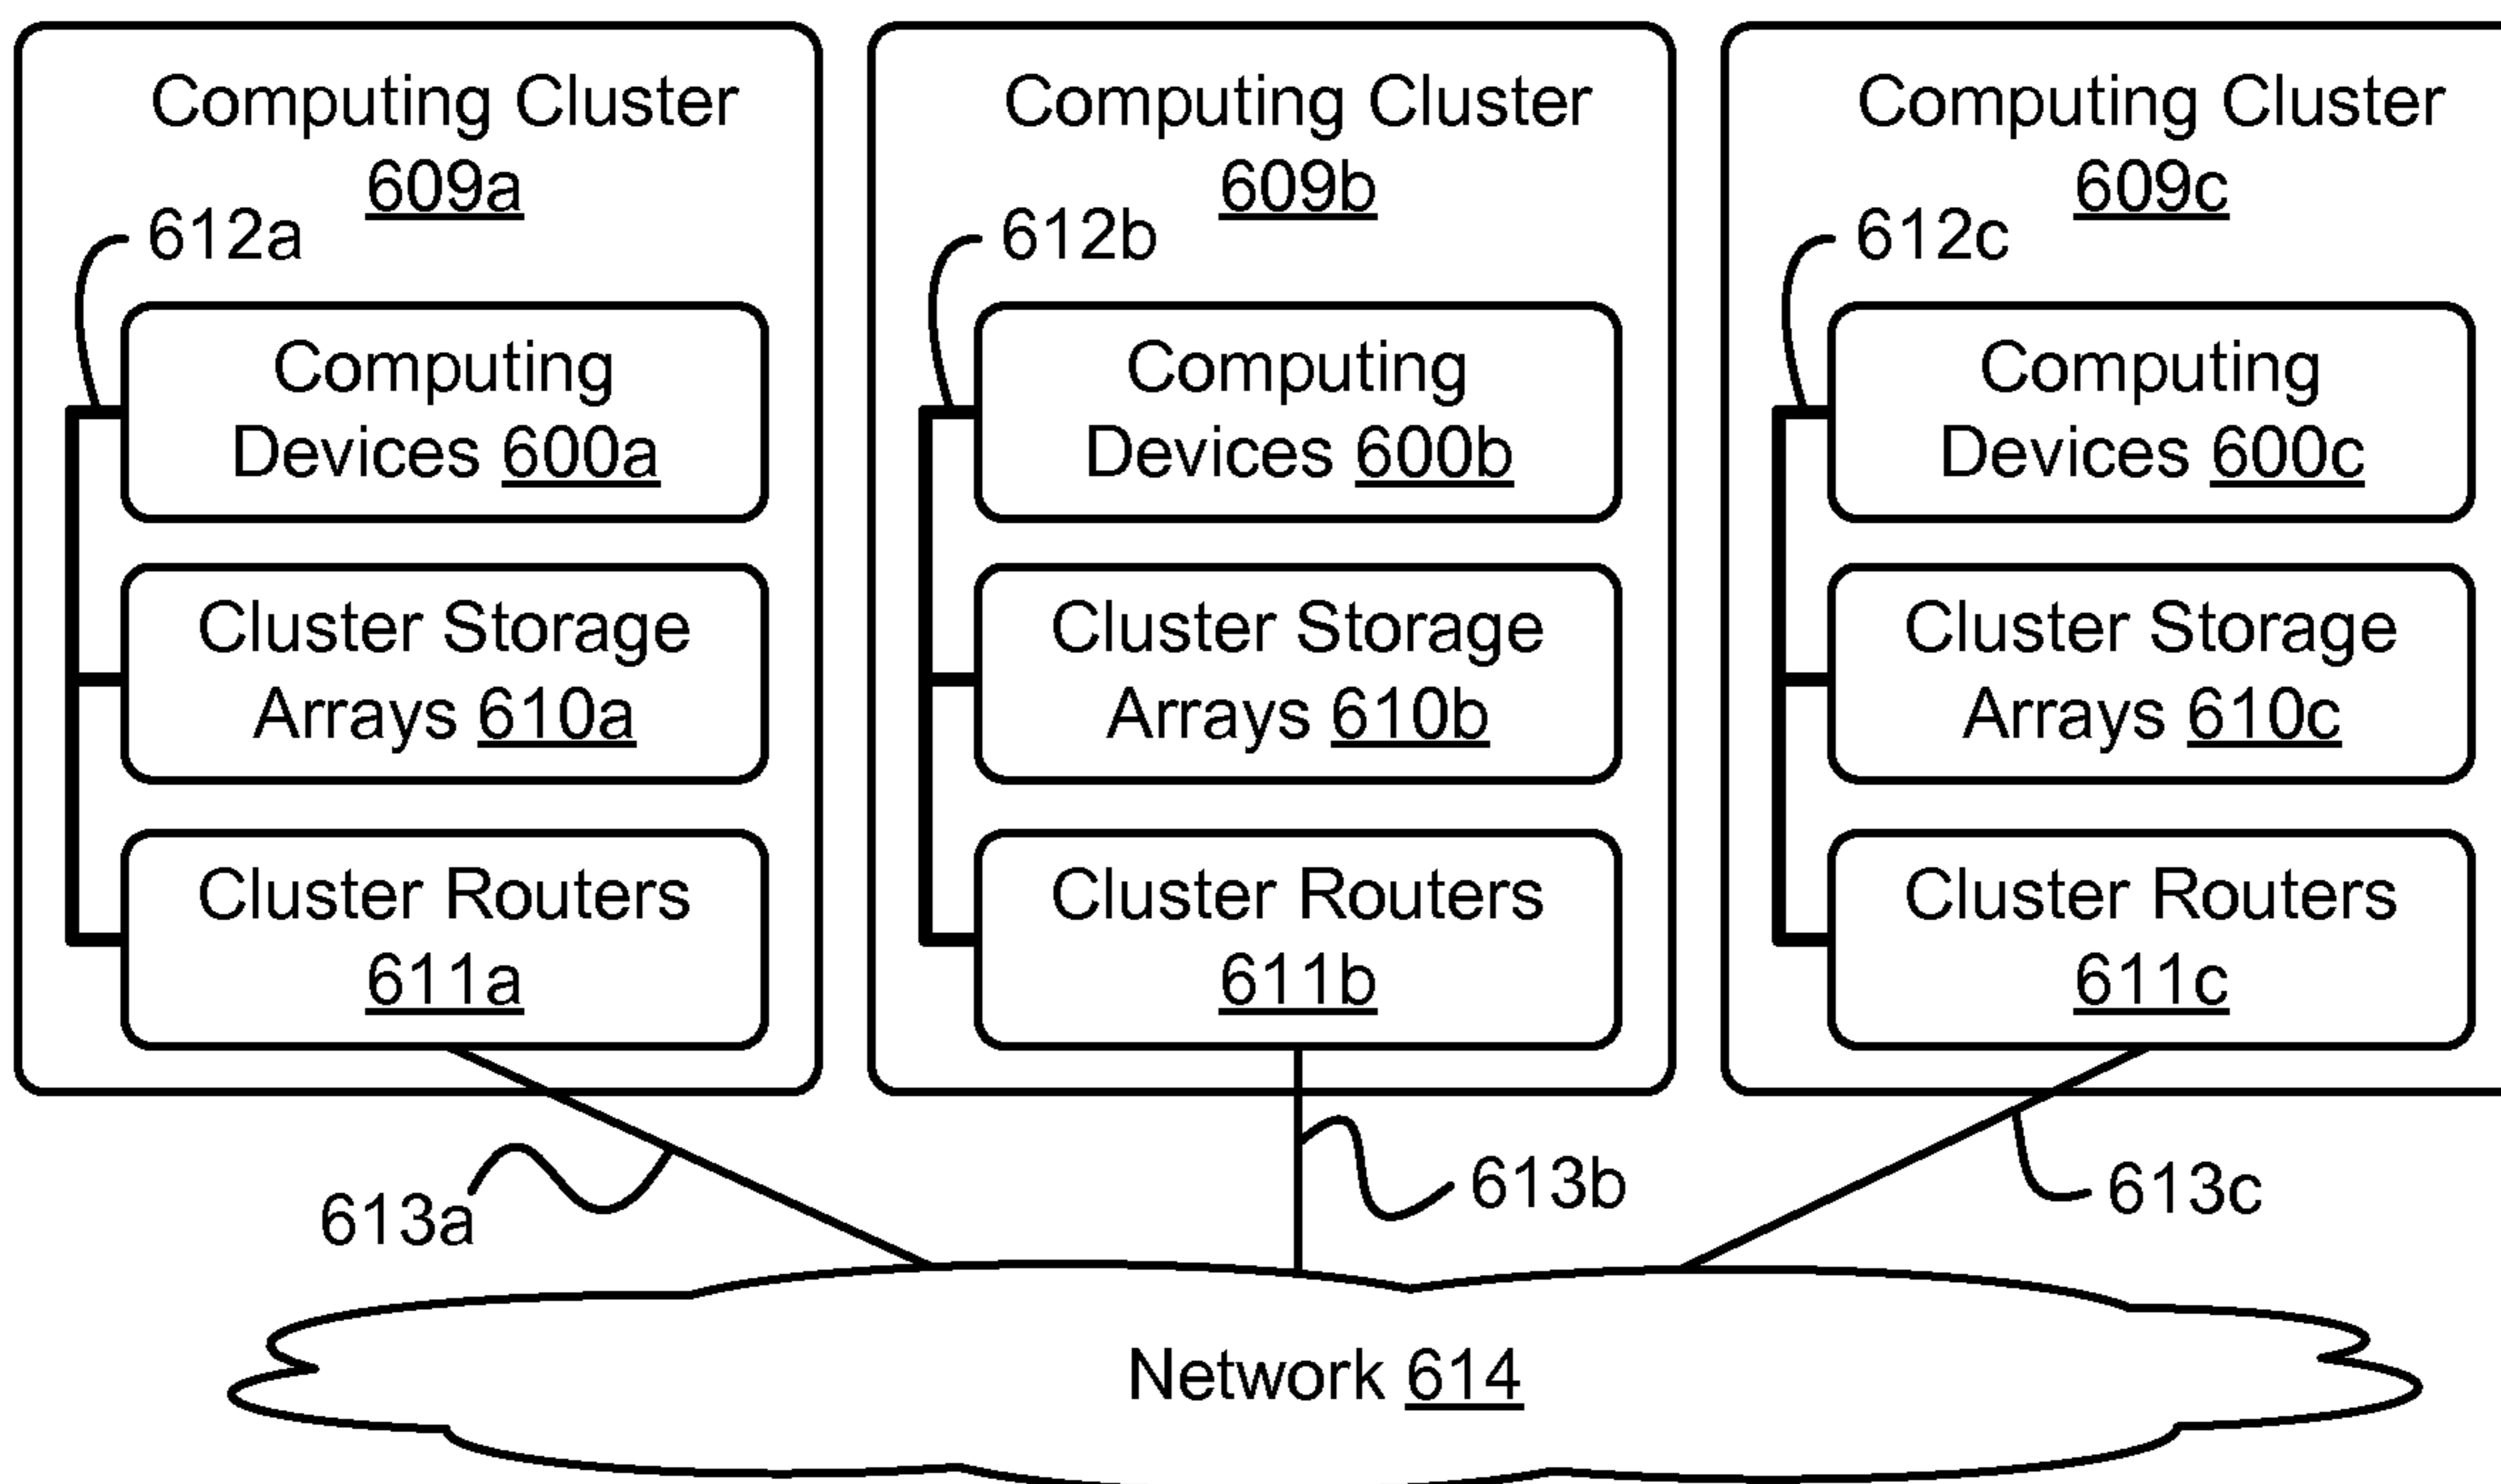 Computing Cluster
609a
612a
Computing
Devices 600a
Cluster Storage
Arrays 610a
Cluster Routers
611a
Computing Cluster
609b
612b
Computing
Devices 600b
Cluster Storage
Arrays 610b
Cluster Routers
611b
Computing Cluster
609c
612c
Computing
Devices 600c
Cluster Storage
Arrays 610c
Cluster Routers
611c
613a
613b
613c
Network 614